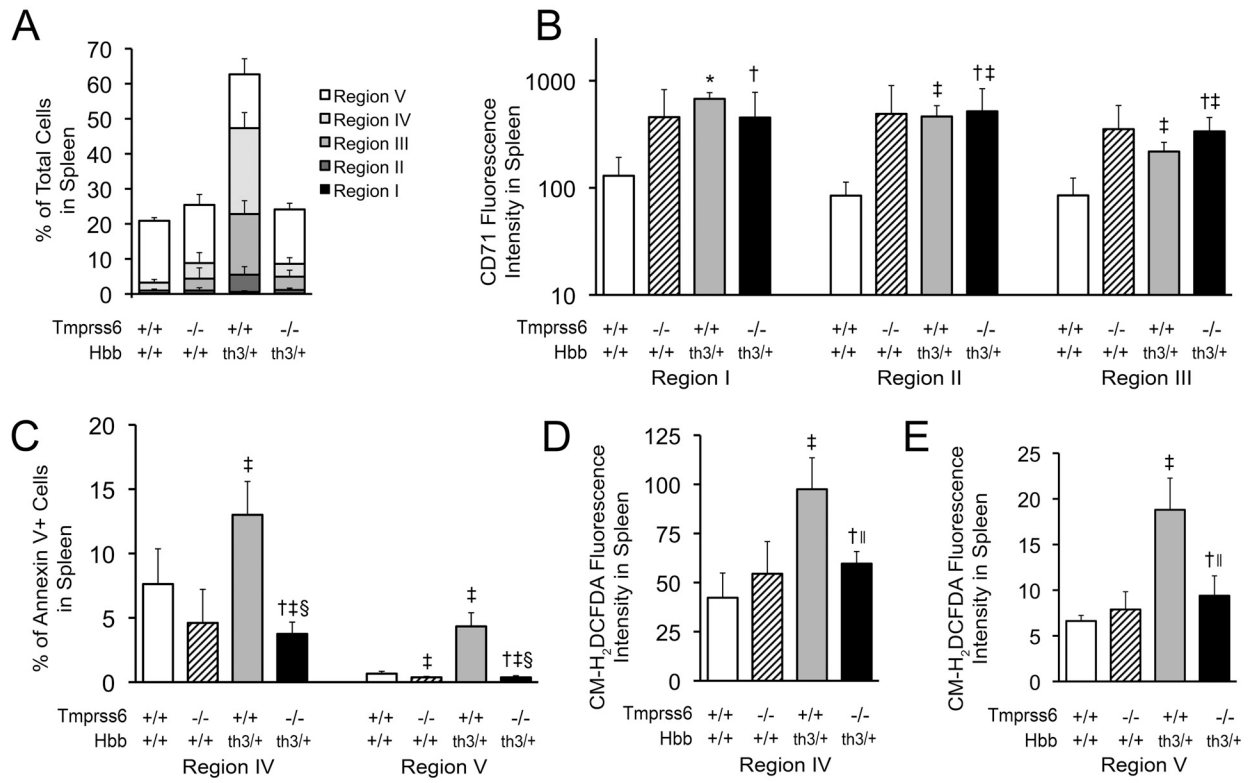 A
% of Total Cells
in Spleen
70
60
50
40
30
20
10
0
Region V
Region IV
Region III
Region II
Region I
Tmprss6 +/+ -/- +/+ -/-
Hbb +/+ +/+ th3/+ th3/+
B
CD71 Fluorescence
Intensity in Spleen
1000
100
10
* †
‡ †‡
‡ †‡
+/+ -/- +/+ -/- +/+ -/- +/+ -/- +/+ -/- +/+ -/-
+/+ +/+ th3/+ th3/+ +/+ +/+ th3/+ th3/+ +/+ +/+ th3/+ th3/+
Region I Region II Region III
C
% of Annexin V+ Cells
in Spleen
20
15
10
5
0
‡ †‡§
‡ ‡ †‡§
Tmprss6 +/+ -/- +/+ -/- +/+ -/- +/+ -/-
Hbb +/+ +/+ th3/+ th3/+ +/+ +/+ th3/+ th3/+
Region IV Region V
D
CM-H₂DCFDA Fluorescence
Intensity in Spleen
125
100
75
50
25
0
‡ †||
Tmprss6 +/+ -/- +/+ -/-
Hbb +/+ +/+ th3/+ th3/+
Region IV
E
CM-H₂DCFDA Fluorescence
Intensity in Spleen
25
20
15
10
5
0
‡ †||
Tmprss6 +/+ -/- +/+ -/-
Hbb +/+ +/+ th3/+ th3/+
Region V